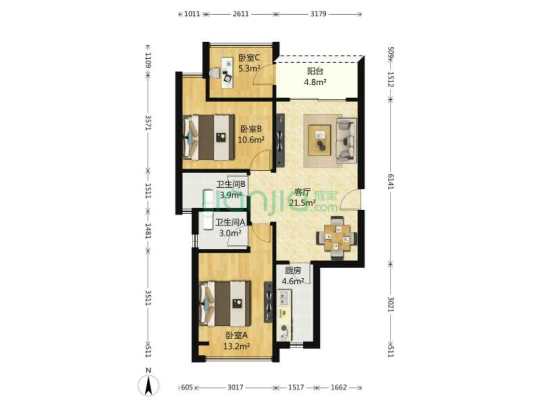 1011
2611
3179
1109
3571
1511
1481
3511
511
509
1512
6141
3021
511
卧室C
5.3m²
阳台
4.8m²
卧室B
10.6m²
卫生间B
3.9m²
客厅
21.5m²
卫生间A
3.0m²
厨房
4.6m²
卧室A
13.2m²
N
605
3017
1517
1662